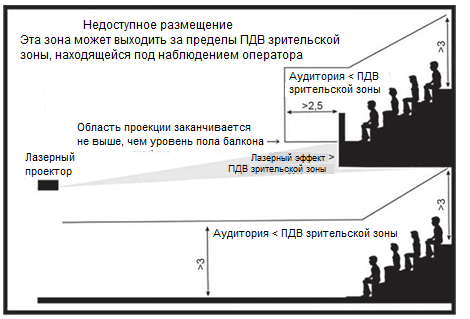 Недоступное размещение
Эта зона может выходить за пределы ПДВ зрительской
зоны, находящейся под наблюдением оператора
>3
Аудитория < ПДВ
зрительской зоны
>2,5
Область проекции заканчивается
не выше, чем уровень пола балкона
Лазерный
проектор
Лазерный эффект >
ПДВ зрительской зоны
>3
Аудитория < ПДВ зрительской зоны
>3